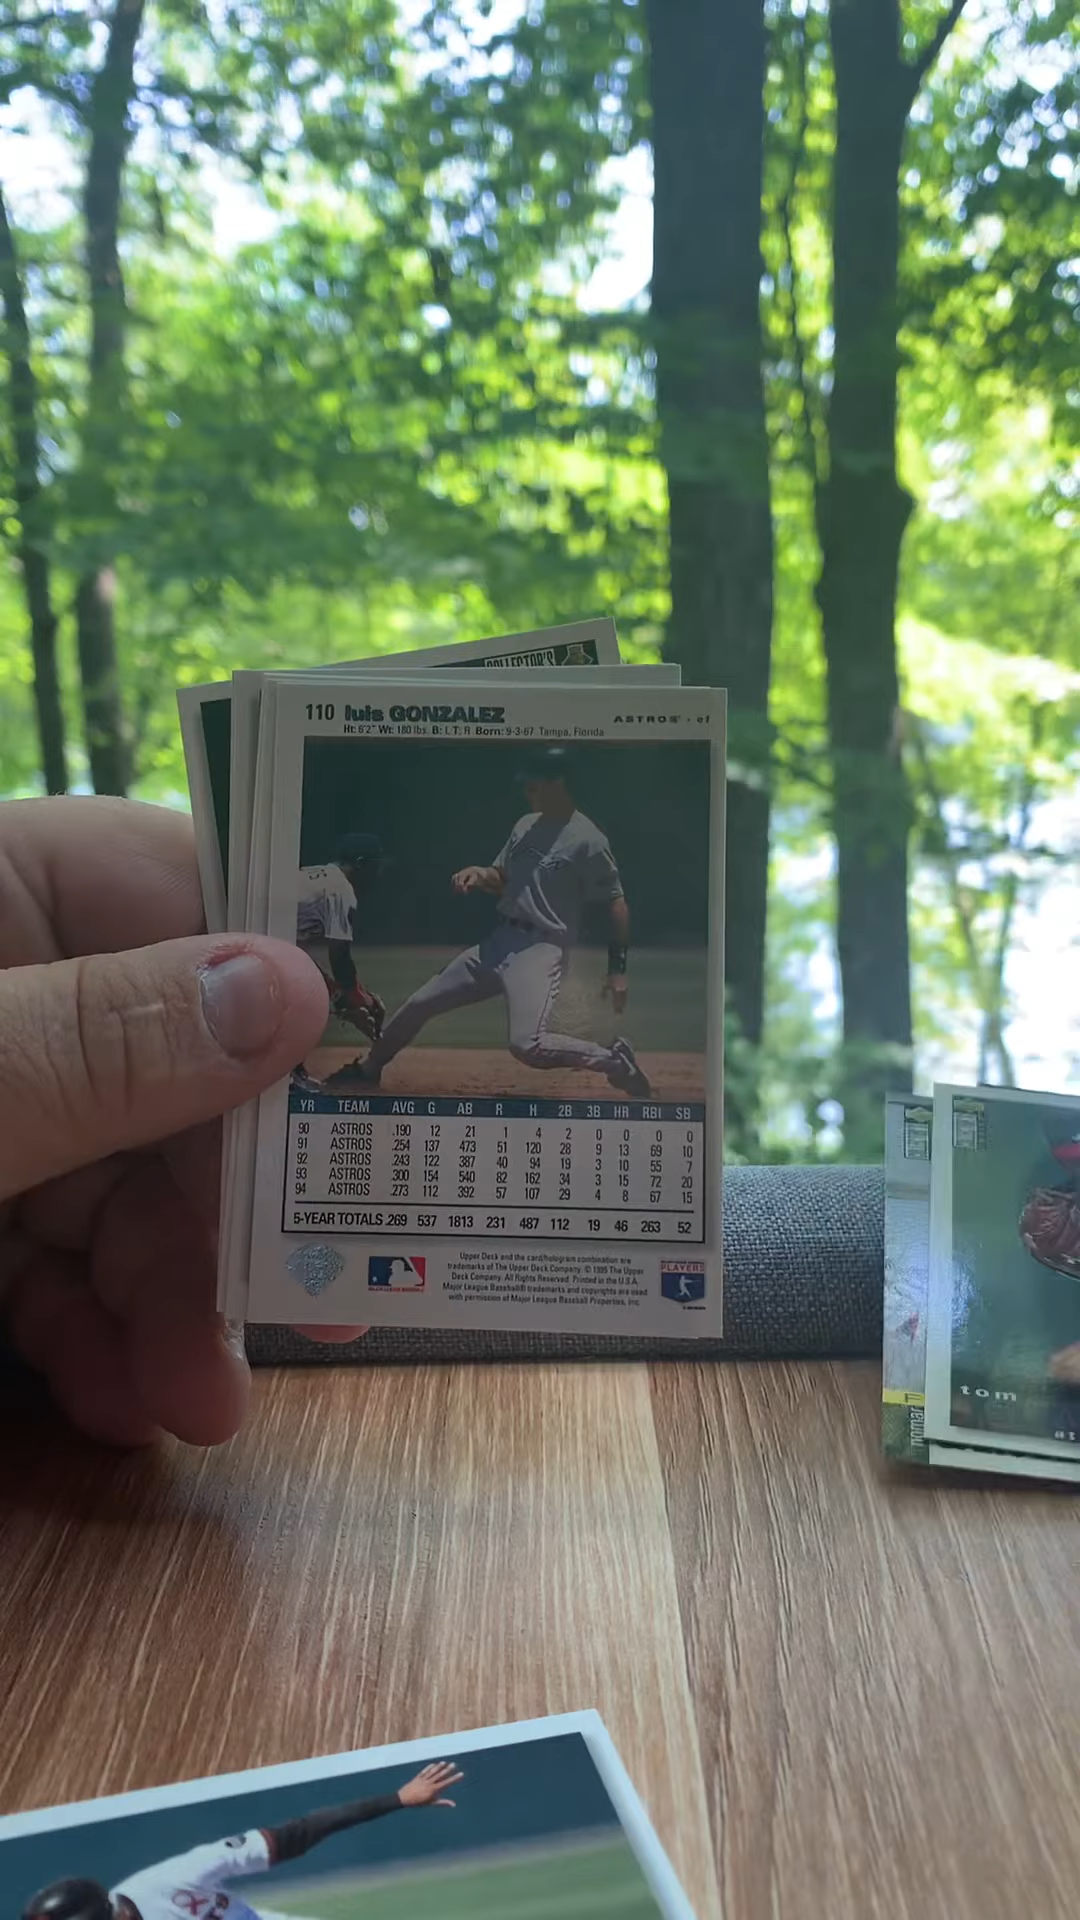 COLLECTOR'S
110 luis GONZALEZ ASTROS • of
Ht: 6'2" Wt: 180 lbs. B: L T: R Born: 9-3-67 Tampa, Florida
YR TEAM AVG G AB R H 2B 3B HR RBI SB
90 ASTROS .190 12 21 1 4 2 0 0 0 0
91 ASTROS .254 137 473 51 120 28 9 13 69 10
92 ASTROS .243 122 387 40 94 19 3 10 55 7
93 ASTROS .300 154 540 82 162 34 3 15 72 20
94 ASTROS .273 112 392 57 107 29 4 8 67 15
5-YEAR TOTALS .269 537 1813 231 487 112 19 46 263 52
Upper Deck and the card/hologram combination are
trademarks of The Upper Deck Company. © 1995 The Upper
Deck Company. All Rights Reserved. Printed in the U.S.A.
Major League Baseball® trademarks and copyrights are used
with permission of Major League Baseball Properties, Inc.
PLAYERS
tom